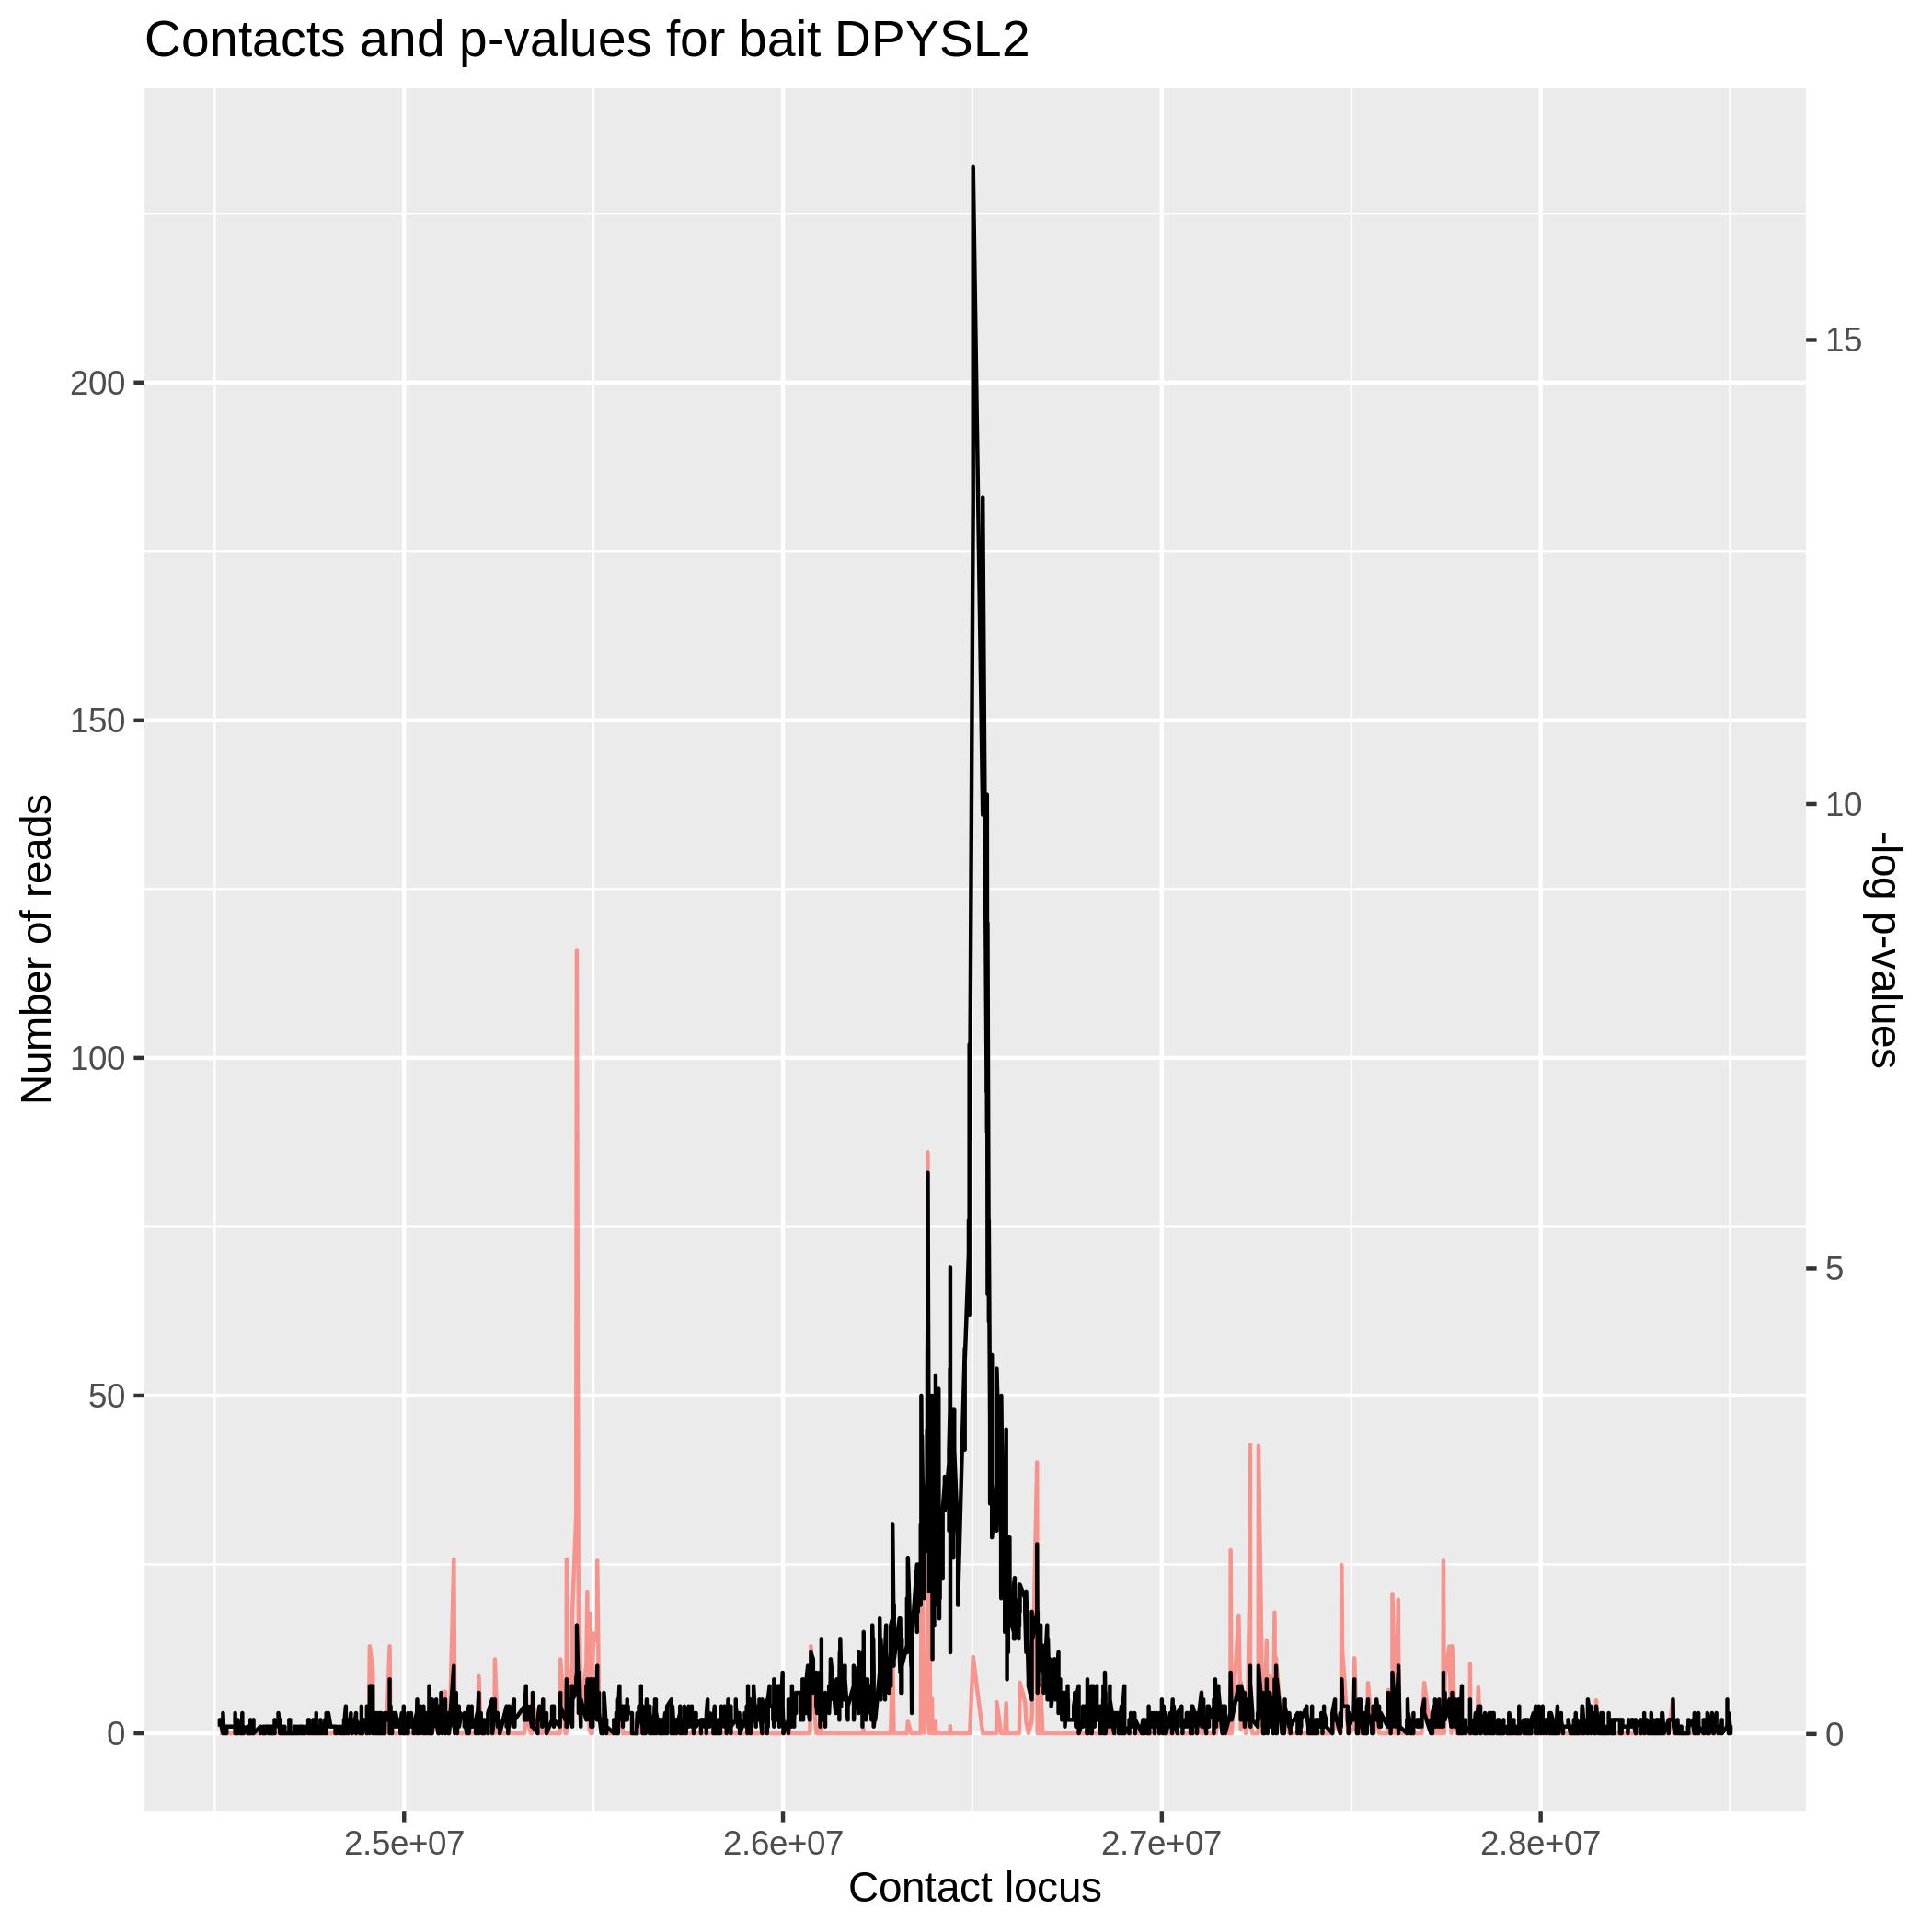 Contacts and p-values for bait DPYSL2
200
150
100
50
0
Number of reads
15
10
5
0
-log p-values
2.5e+07
2.6e+07
2.7e+07
2.8e+07
Contact locus